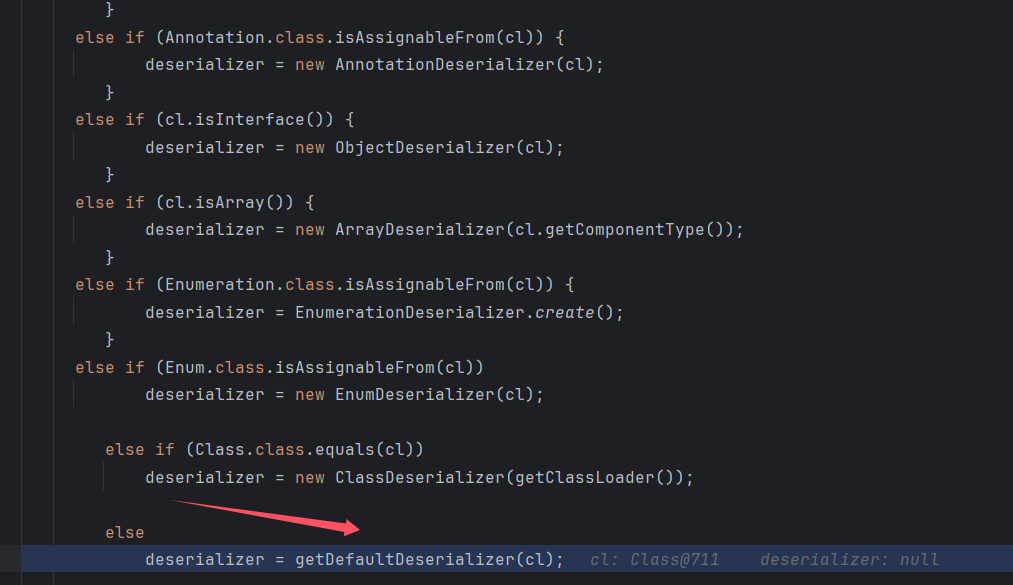 }
else if (Annotation.class.isAssignableFrom(cl)) {
deserializer = new AnnotationDeserializer(cl);
}
else if (cl.isInterface()) {
deserializer = new ObjectDeserializer(cl);
}
else if (cl.isArray()) {
deserializer = new ArrayDeserializer(cl.getComponentType());
}
else if (Enumeration.class.isAssignableFrom(cl)) {
deserializer = EnumerationDeserializer.create();
}
else if (Enum.class.isAssignableFrom(cl))
deserializer = new EnumDeserializer(cl);
else if (Class.class.equals(cl))
deserializer = new ClassDeserializer(getClassLoader());
else
deserializer = getDefaultDeserializer(cl); cl: Class@711 deserializer: null